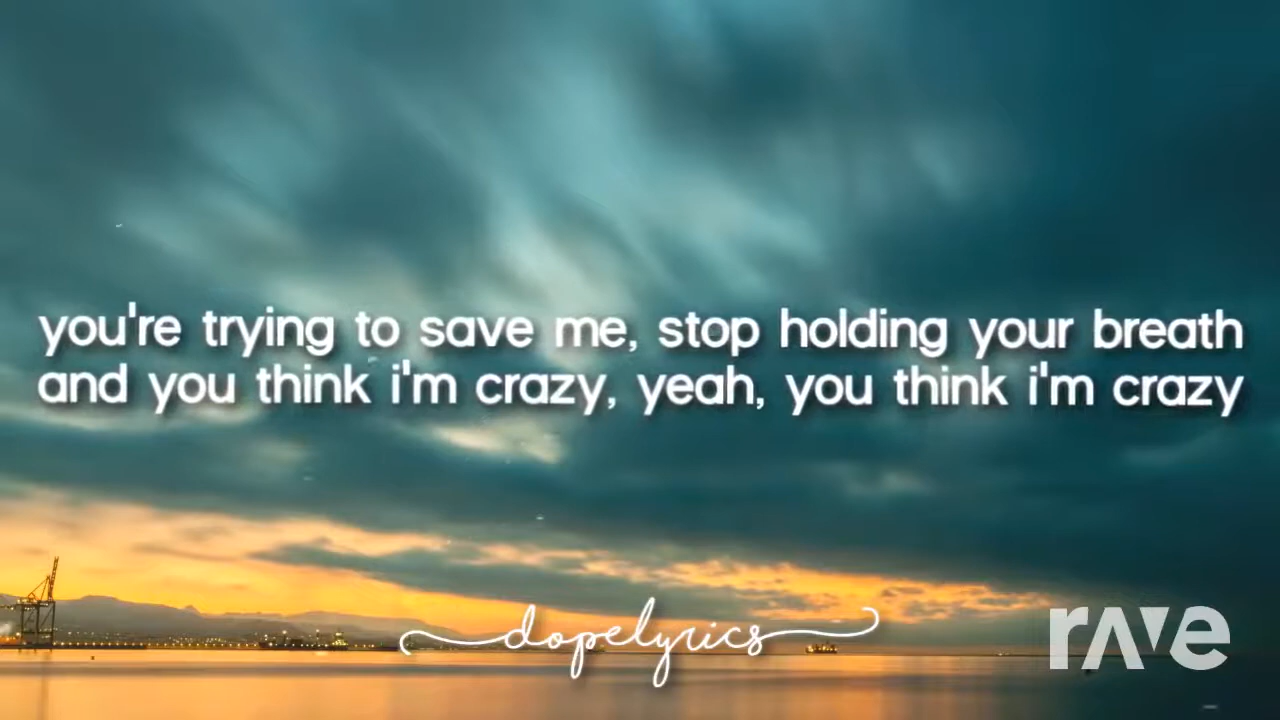 you're trying to save me, stop holding your breath
and you think i'm crazy, yeah, you think i'm crazy
dopelyrics
rave